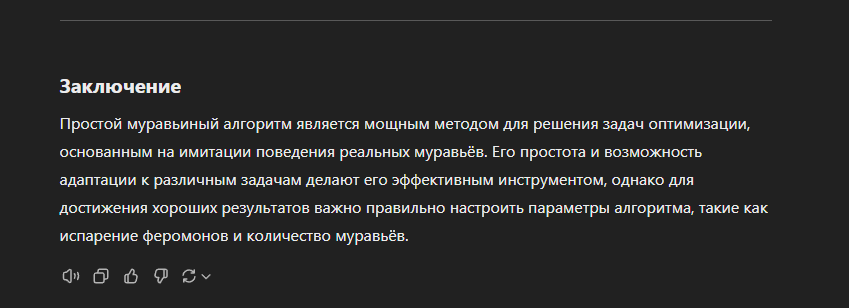 Заключение
Простой муравьиный алгоритм является мощным методом для решения задач оптимизации,
основанным на имитации поведения реальных муравьёв. Его простота и возможность
адаптации к различным задачам делают его эффективным инструментом, однако для
достижения хороших результатов важно правильно настроить параметры алгоритма, такие как
испарение феромонов и количество муравьёв.